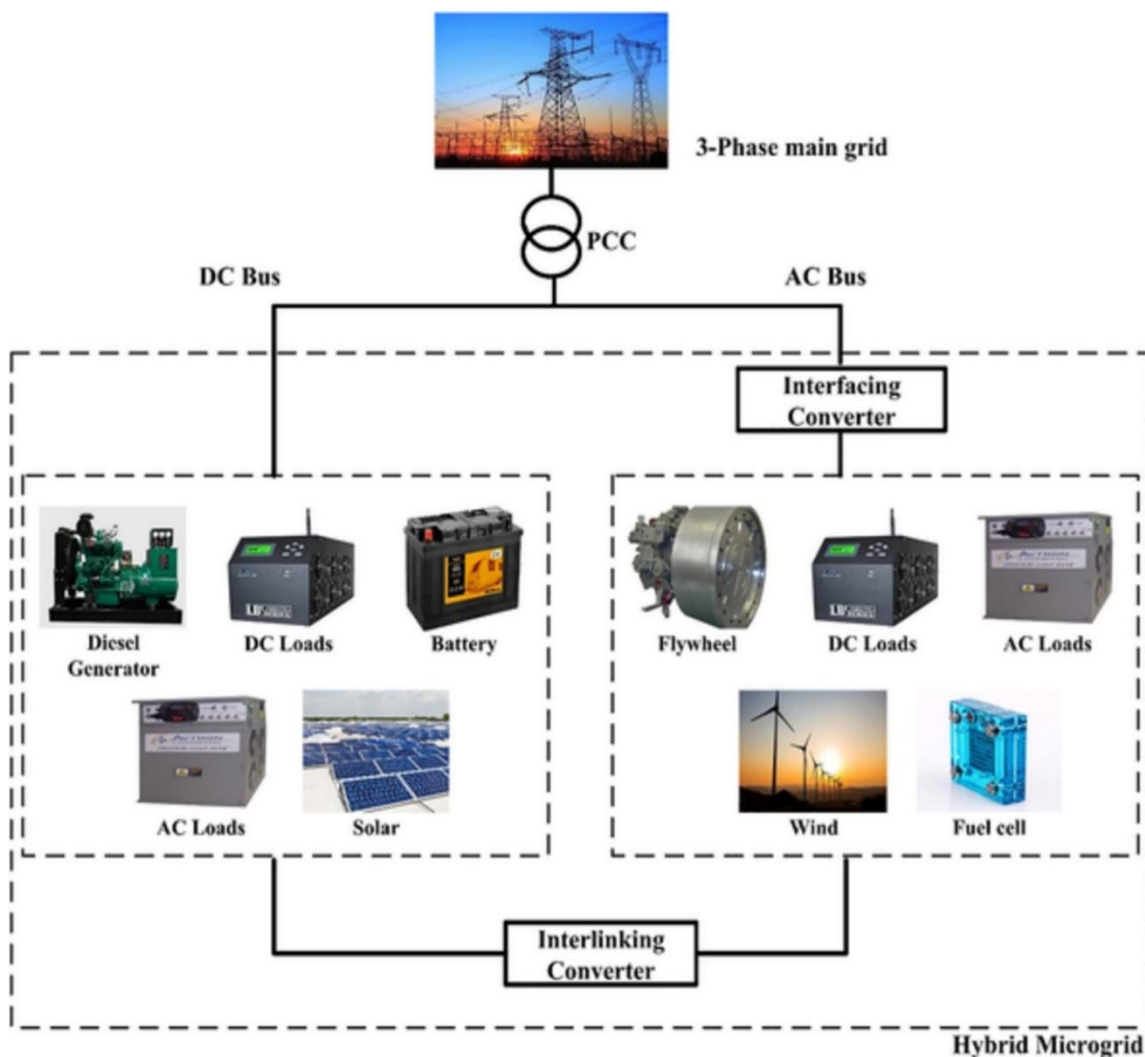 3-Phase main grid
PCC
DC Bus
AC Bus
Interfacing
Converter
Diesel
Generator
DC Loads
Battery
Flywheel
DC Loads
AC Loads
AC Loads
Solar
Wind
Fuel cell
Interlinking
Converter
Hybrid Microgrid